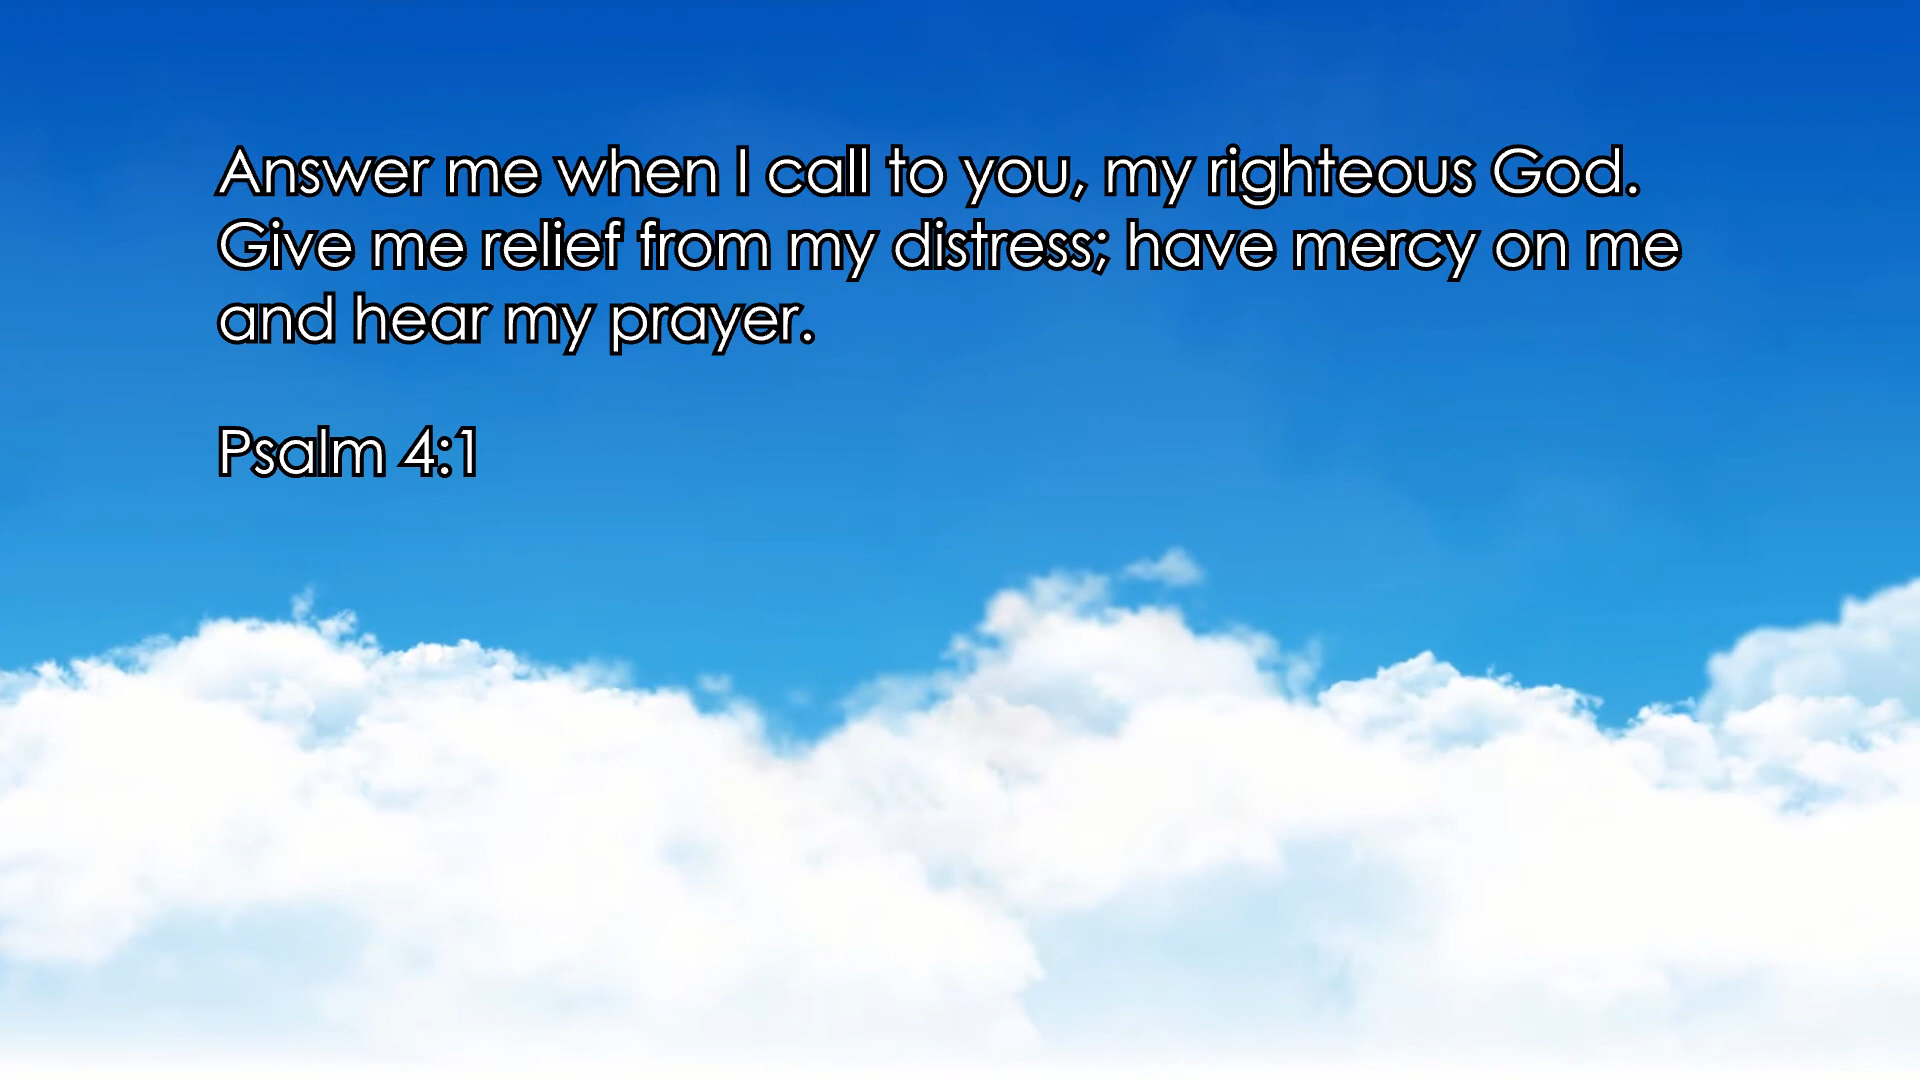 Answer me when I call to you, my righteous God.
Give me relief from my distress; have mercy on me
and hear my prayer.
Psalm 4:1